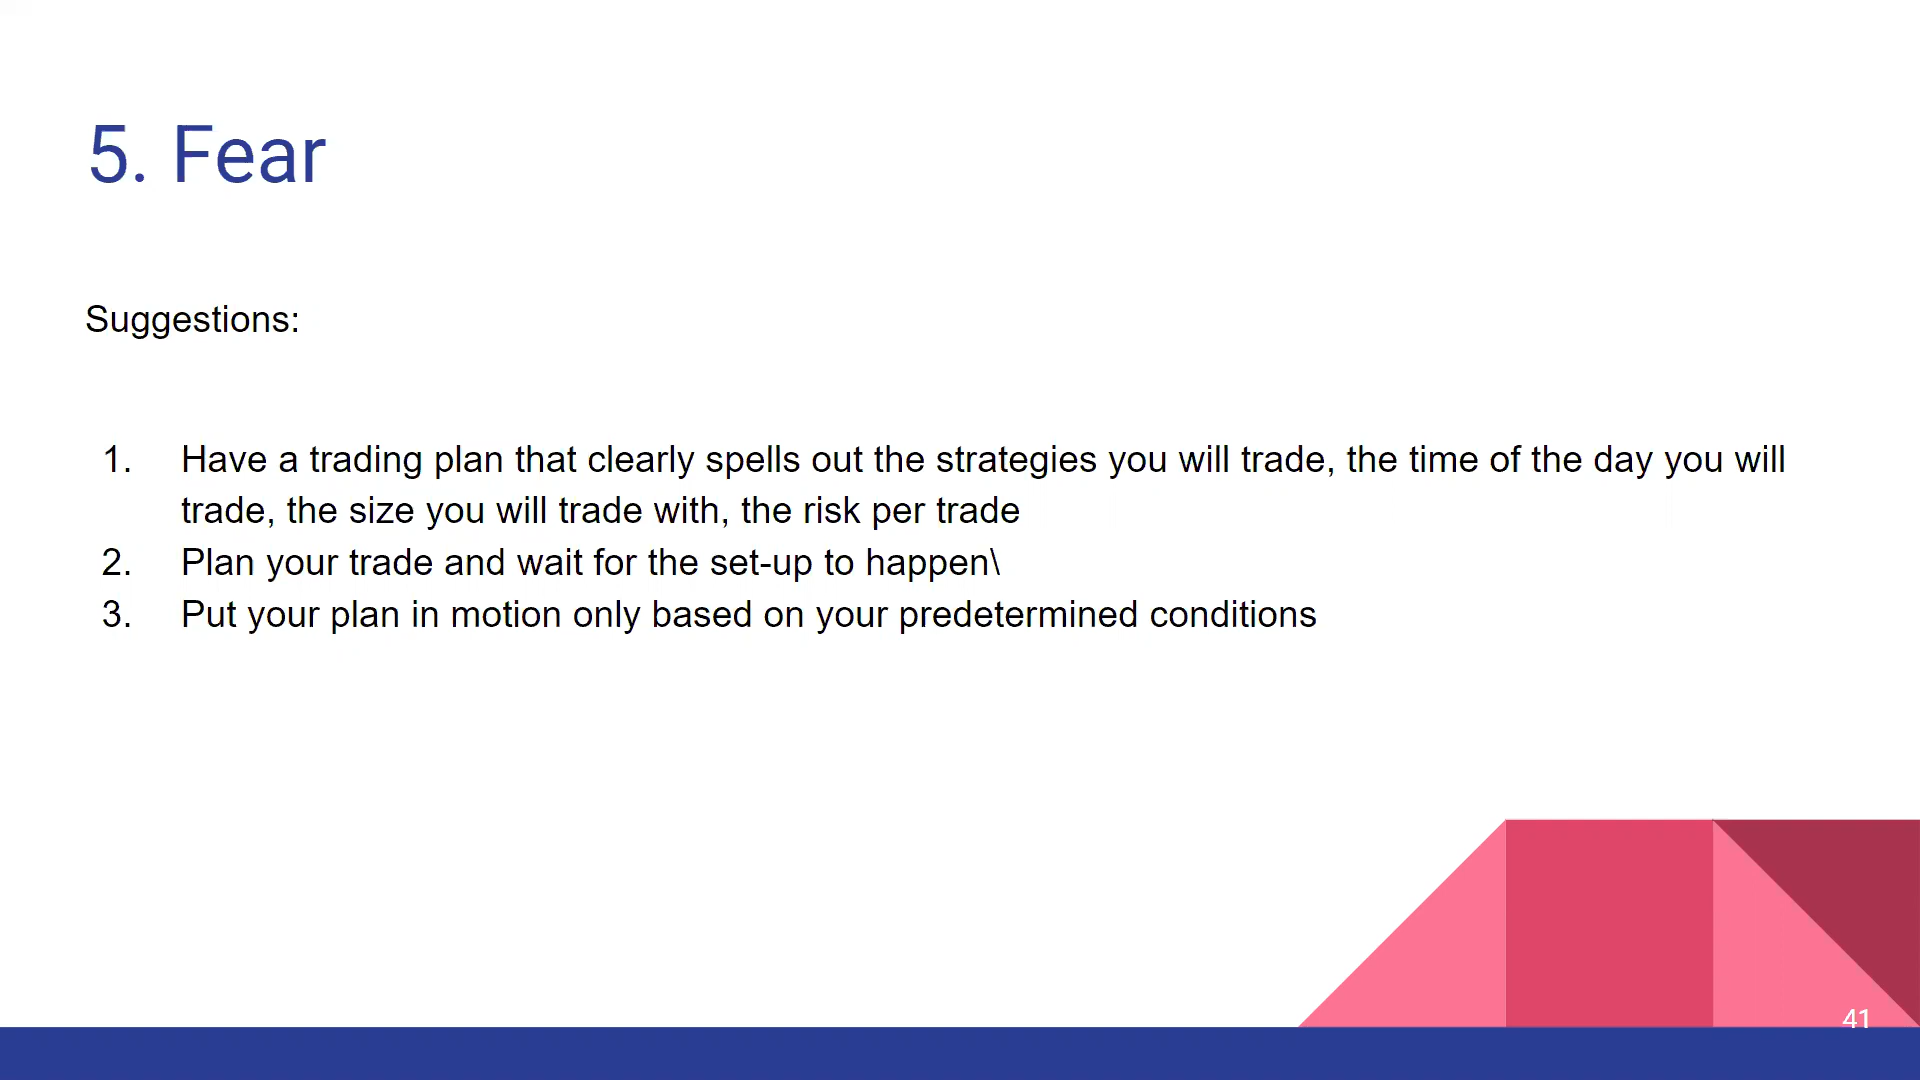 5. Fear
Suggestions:
1. Have a trading plan that clearly spells out the strategies you will trade, the time of the day you will
trade, the size you will trade with, the risk per trade
2. Plan your trade and wait for the set-up to happen\
3. Put your plan in motion only based on your predetermined conditions
41